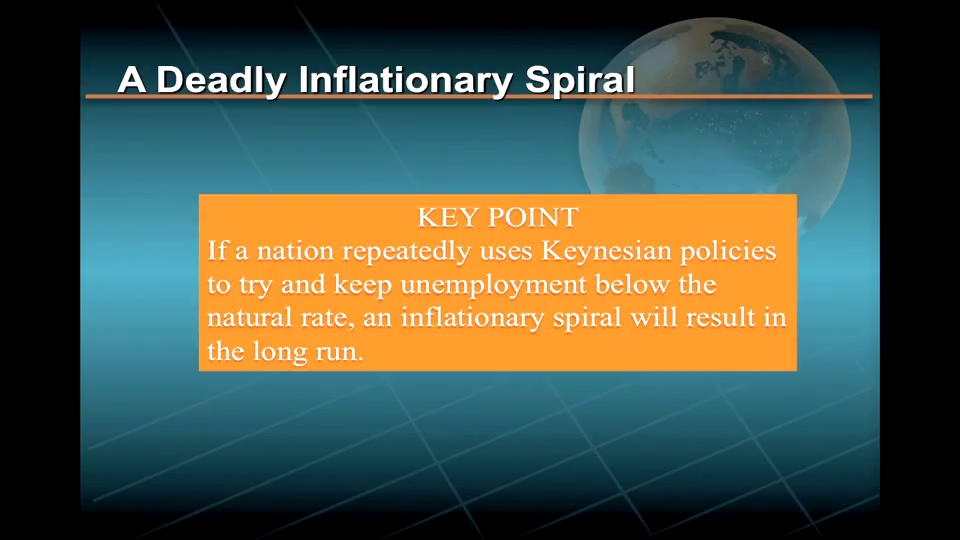 A Deadly Inflationary Spiral
KEY POINT
If a nation repeatedly uses Keynesian policies
to try and keep unemployment below the
natural rate, an inflationary spiral will result in
the long run.